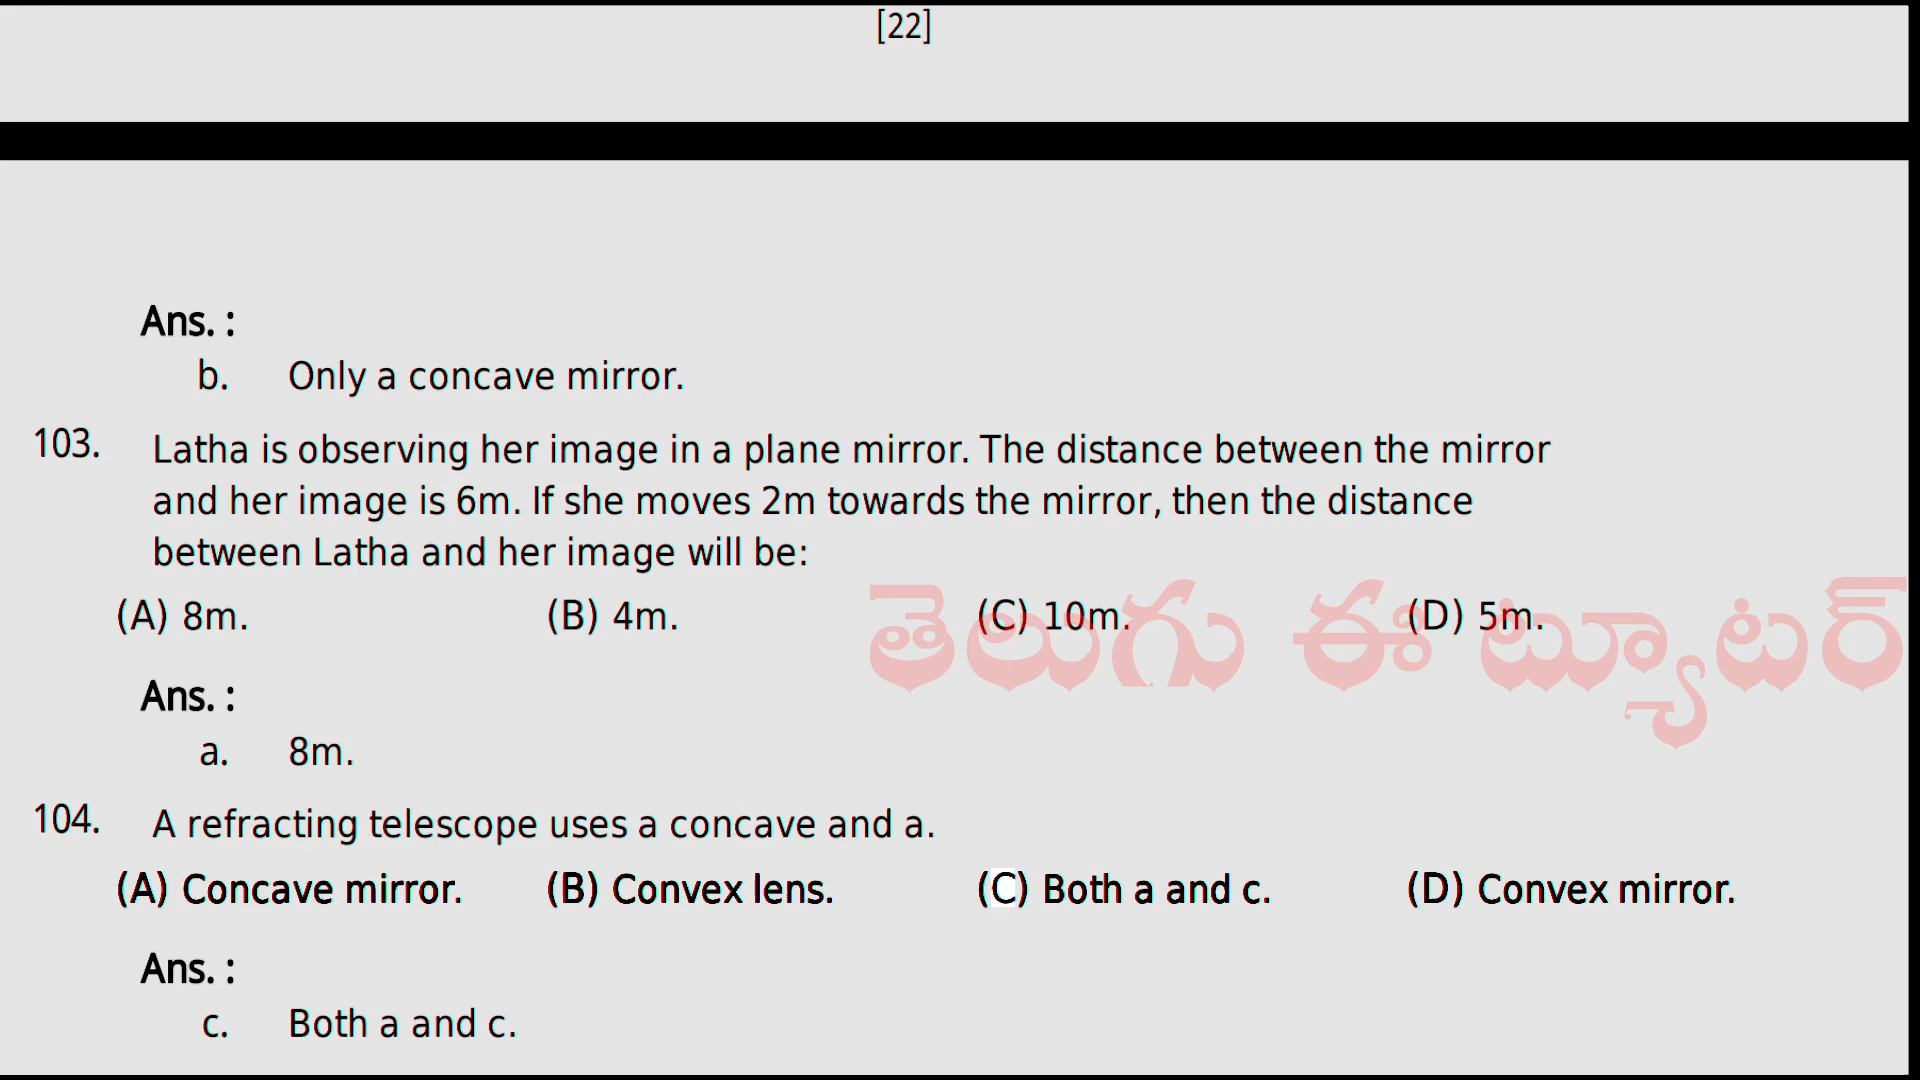 [22]
Ans. :
b. Only a concave mirror.
103. Latha is observing her image in a plane mirror. The distance between the mirror
and her image is 6m. If she moves 2m towards the mirror, then the distance
between Latha and her image will be:
(A) 8m. (B) 4m. (C) 10m. (D) 5m.
తెలుగు ఈ ట్యూటర్
Ans. :
a. 8m.
104. A refracting telescope uses a concave and a.
(A) Concave mirror. (B) Convex lens. (C) Both a and c. (D) Convex mirror.
Ans. :
c. Both a and c.